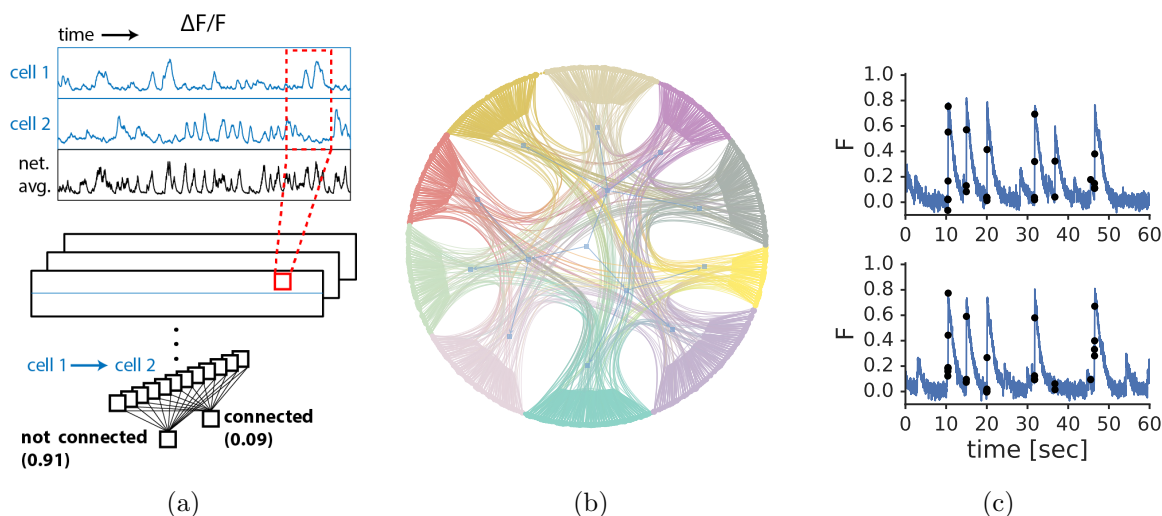 ΔF/F
time
cell 1
cell 2
net.
avg.
cell 1 cell 2
connected
(0.09)
not connected
(0.91)
(a)
(b)
1.0
0.8
0.6
0.4
0.2
0.0
F
0 10 20 30 40 50 60
1.0
0.8
0.6
0.4
0.2
0.0
F
0 10 20 30 40 50 60
time [sec]
(c)